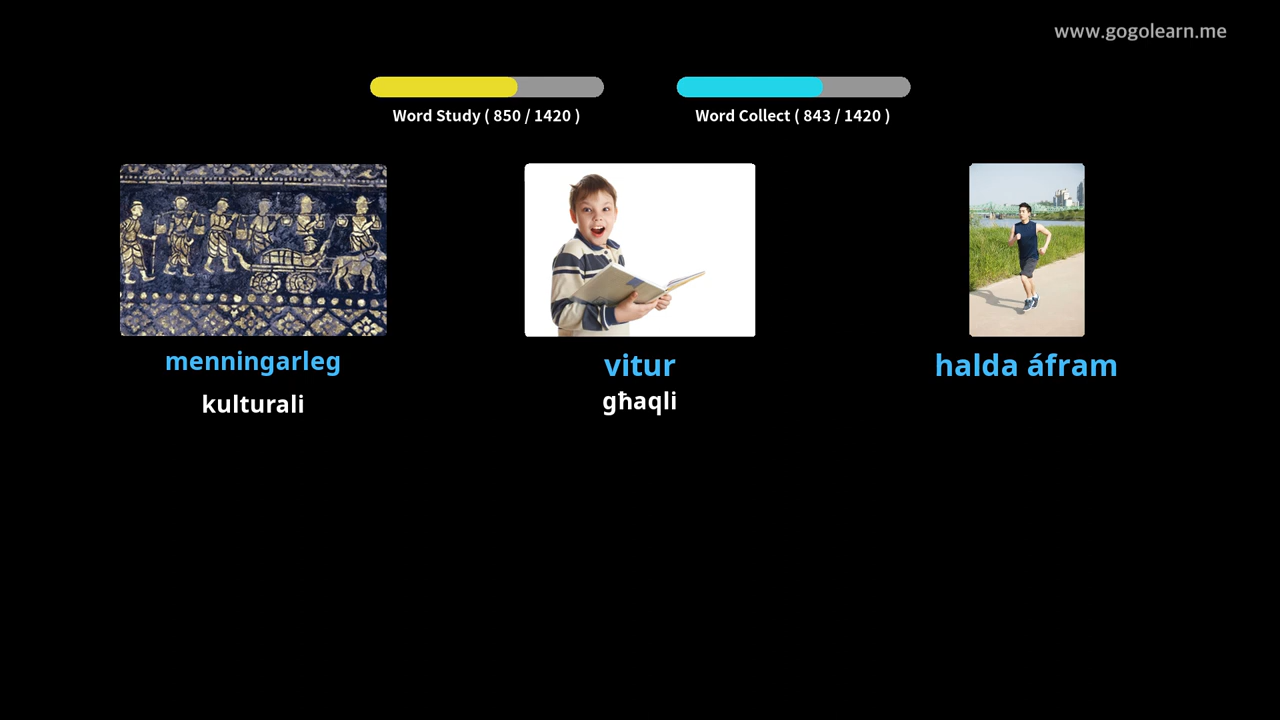 www.gogolearn.me
Word Study ( 850 / 1420 )
Word Collect ( 843 / 1420 )
menningarleg
vitur
halda áfram
kulturali
għaqli